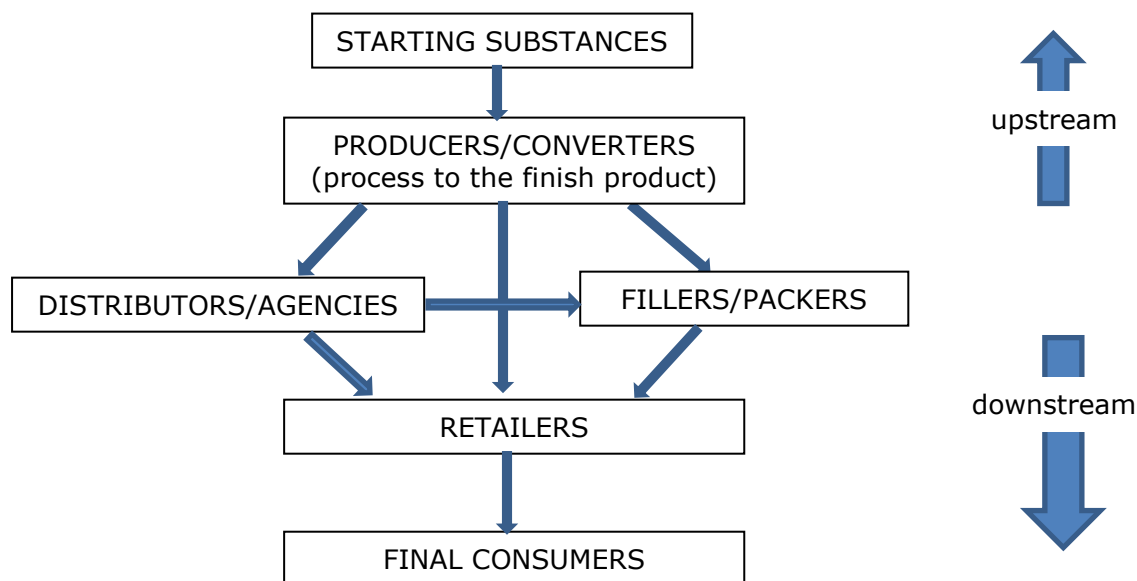 STARTING SUBSTANCES
upstream
PRODUCERS/CONVERTERS
(process to the finish product)
DISTRIBUTORS/AGENCIES
FILLERS/PACKERS
downstream
RETAILERS
FINAL CONSUMERS